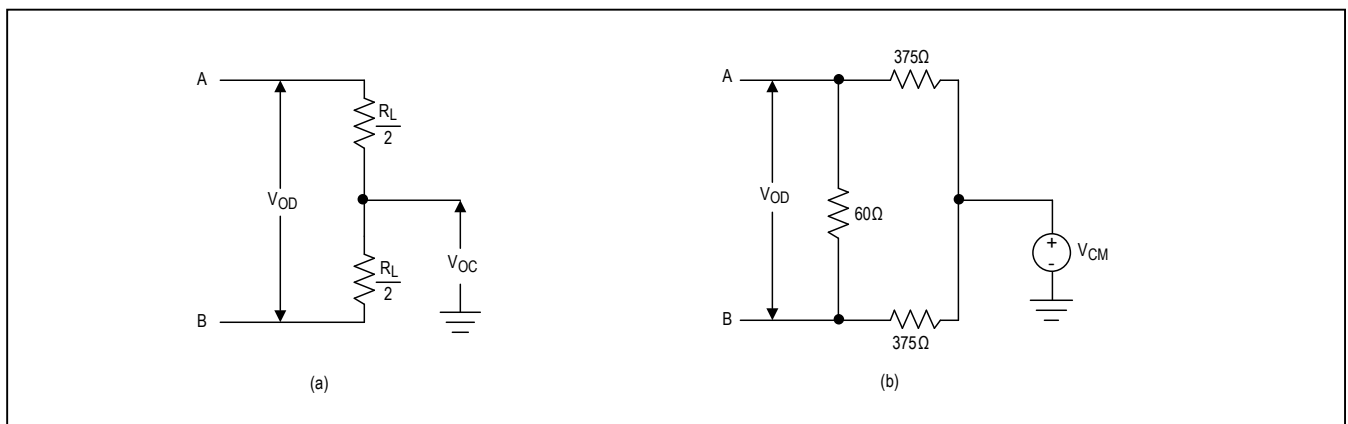 A
R_L
2
V_OD
R_L
2
V_OC
B
(a)
375Ω
A
V_OD
60Ω
V_CM
+
-
B
375Ω
(b)